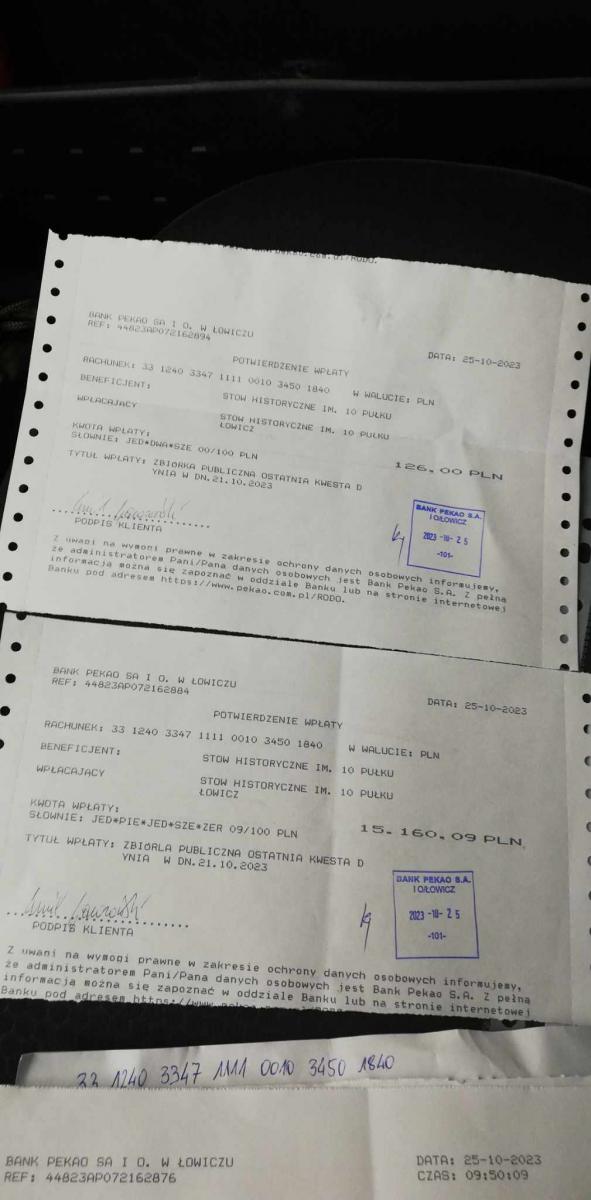 BANK PEKAO SA I O. W ŁOWICZU
REF: 44823AP072162894
DATA: 25-10-2023
POTWIERDZENIE WPŁATY
RACHUNEK: 33 1240 3347 1111 0010 3450 1840 W WALUCIE: PLN
BENEFICJENT: STOW HISTORYCZNE IM. 10 PUŁKU
WPŁACAJĄCY STOW HISTORYCZNE IM. 10 PUŁKU
ŁOWICZ
KWOTA WPŁATY: 126,00 PLN
SŁOWNIE: JED*DWA*SZE 00/100 PLN
TYTUŁ WPŁATY: ZBIORKA PUBLICZNA OSTATNIA KWESTA D
YNIA W DN.21.10.2023
PODPIS KLIENTA
BANK PEKAO S.A.
I O/ŁOWICZ
2023 -10- 25
-101-
Z uwagi na wymogi prawne w zakresie ochrony danych osobowych informujemy,
że administratorem Pani/Pana danych osobowych jest Bank Pekao S.A. Z pełną
informacją można się zapoznać w oddziale Banku lub na stronie internetowej
Banku pod adresem https://www.pekao.com.pl/RODO.
BANK PEKAO SA I O. W ŁOWICZU
REF: 44823AP072162884
DATA: 25-10-2023
POTWIERDZENIE WPŁATY
RACHUNEK: 33 1240 3347 1111 0010 3450 1840 W WALUCIE: PLN
BENEFICJENT: STOW HISTORYCZNE IM. 10 PUŁKU
WPŁACAJĄCY STOW HISTORYCZNE IM. 10 PUŁKU
ŁOWICZ
KWOTA WPŁATY: 15.160,09 PLN
SŁOWNIE: JED*PIE*JED*SZE*ZER 09/100 PLN
TYTUŁ WPŁATY: ZBIÓRLA PUBLICZNA OSTATNIA KWESTA D
YNIA W DN.21.10.2023
PODPIS KLIENTA
BANK PEKAO S.A.
I O/ŁOWICZ
2023 -10- 25
-101-
Z uwagi na wymogi prawne w zakresie ochrony danych osobowych informujemy,
że administratorem Pani/Pana danych osobowych jest Bank Pekao S.A. Z pełną
informacją można się zapoznać w oddziale Banku lub na stronie internetowej
Banku pod adresem
33 1240 3347 1111 0010 3450 1840
BANK PEKAO SA I O. W ŁOWICZU
REF: 44823AP072162876
DATA: 25-10-2023
CZAS: 09:50:09